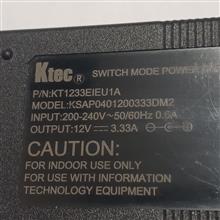 Ktec® SWITCH MODE POWER
P/N:KT1233EIEU1A
MODEL:KSAP0401200333DM2
INPUT:200-240V~50/60Hz 0.6A
OUTPUT:12V⎓3.33A
CAUTION:
FOR INDOOR USE ONLY
FOR USE WITH INFORMATION
TECHNOLOGY EQUIPMENT